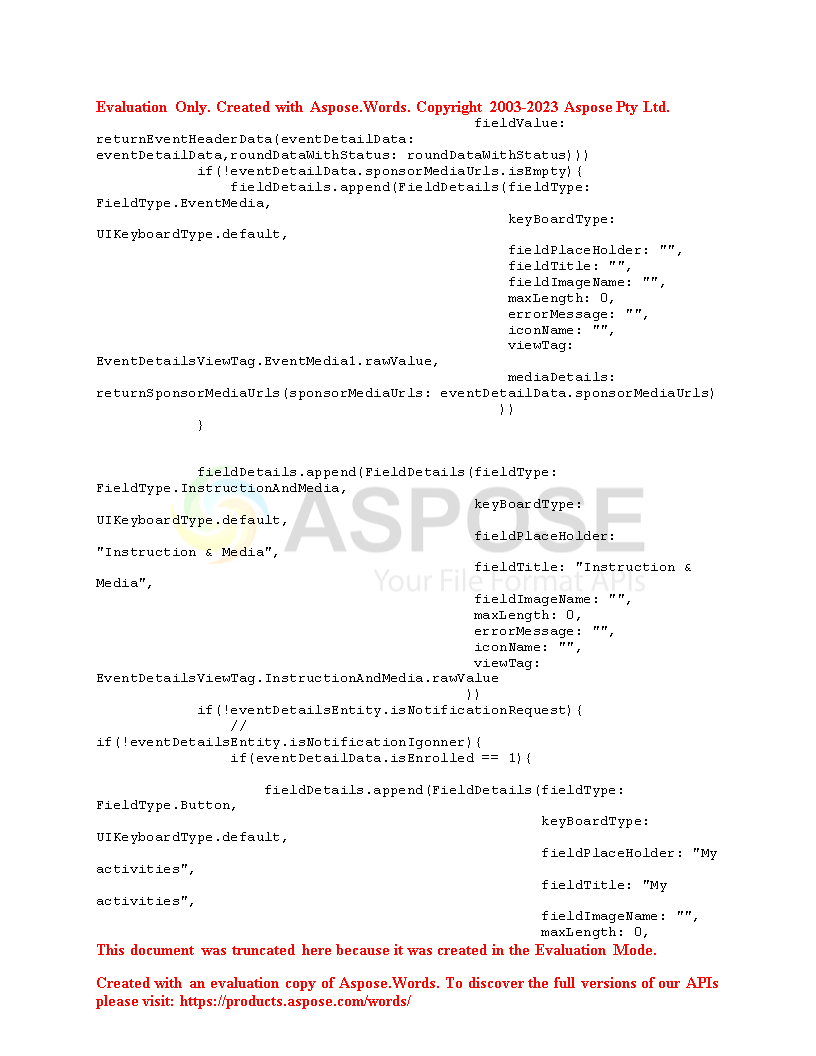 Evaluation Only. Created with Aspose.Words. Copyright 2003-2023 Aspose Pty Ltd.
fieldValue:
returnEventHeaderData(eventDetailData:
eventDetailData,roundDataWithStatus: roundDataWithStatus)))
if(!eventDetailData.sponsorMediaUrls.isEmpty){
fieldDetails.append(FieldDetails(fieldType:
FieldType.EventMedia,
keyBoardType:
UIKeyboardType.default,
fieldPlaceHolder: "",
fieldTitle: "",
fieldImageName: "",
maxLength: 0,
errorMessage: "",
iconName: "",
viewTag:
EventDetailsViewTag.EventMedia1.rawValue,
mediaDetails:
returnSponsorMediaUrls(sponsorMediaUrls: eventDetailData.sponsorMediaUrls)
))
}
fieldDetails.append(FieldDetails(fieldType:
FieldType.InstructionAndMedia,
keyBoardType:
UIKeyboardType.default,
ASPOSE
fieldPlaceHolder:
"Instruction & Media",
fieldTitle: "Instruction &
Your File Format APIs
Media",
fieldImageName: "",
maxLength: 0,
errorMessage: "",
iconName: "",
viewTag:
EventDetailsViewTag.InstructionAndMedia.rawValue
))
if(!eventDetailsEntity.isNotificationRequest){
//
if(!eventDetailsEntity.isNotificationIgonner){
if(eventDetailData.isEnrolled == 1){
fieldDetails.append(FieldDetails(fieldType:
FieldType.Button,
keyBoardType:
UIKeyboardType.default,
fieldPlaceHolder: "My
activities",
fieldTitle: "My
activities",
fieldImageName: "",
maxLength: 0,
This document was truncated here because it was created in the Evaluation Mode.
Created with an evaluation copy of Aspose.Words. To discover the full versions of our APIs
please visit: https://products.aspose.com/words/